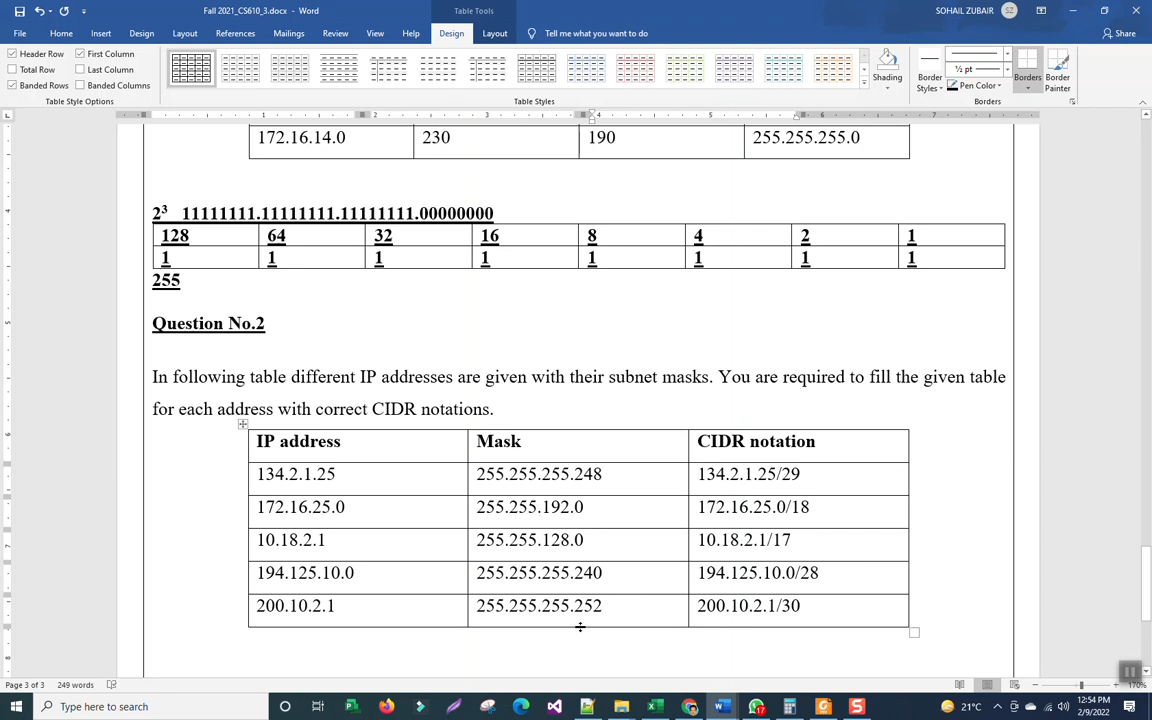 Fall 2021_CS610_3.docx - Word
Table Tools
SOHAIL ZUBAIR
SZ
File Home Insert Draw Design Layout References Mailings Review View Help Design Layout Tell me what you want to do
Share
Header Row First Column
Total Row Last Column
Banded Rows Banded Columns
Table Style Options
Table Styles
Shading
Border Styles
½ pt
Pen Color
Borders
Border Painter
Borders
172.16.14.0 230 190 255.255.255.0
2³ 11111111.11111111.11111111.00000000
128 64 32 16 8 4 2 1
1 1 1 1 1 1 1 1
255
Question No.2
In following table different IP addresses are given with their subnet masks. You are required to fill the given table
for each address with correct CIDR notations.
IP address Mask CIDR notation
134.2.1.25 255.255.255.248 134.2.1.25/29
172.16.25.0 255.255.192.0 172.16.25.0/18
10.18.2.1 255.255.128.0 10.18.2.1/17
194.125.10.0 255.255.255.240 194.125.10.0/28
200.10.2.1 255.255.255.252 200.10.2.1/30
Page 3 of 3 249 words
170%
Type here to search
17
21°C
12:54 PM
2/9/2022